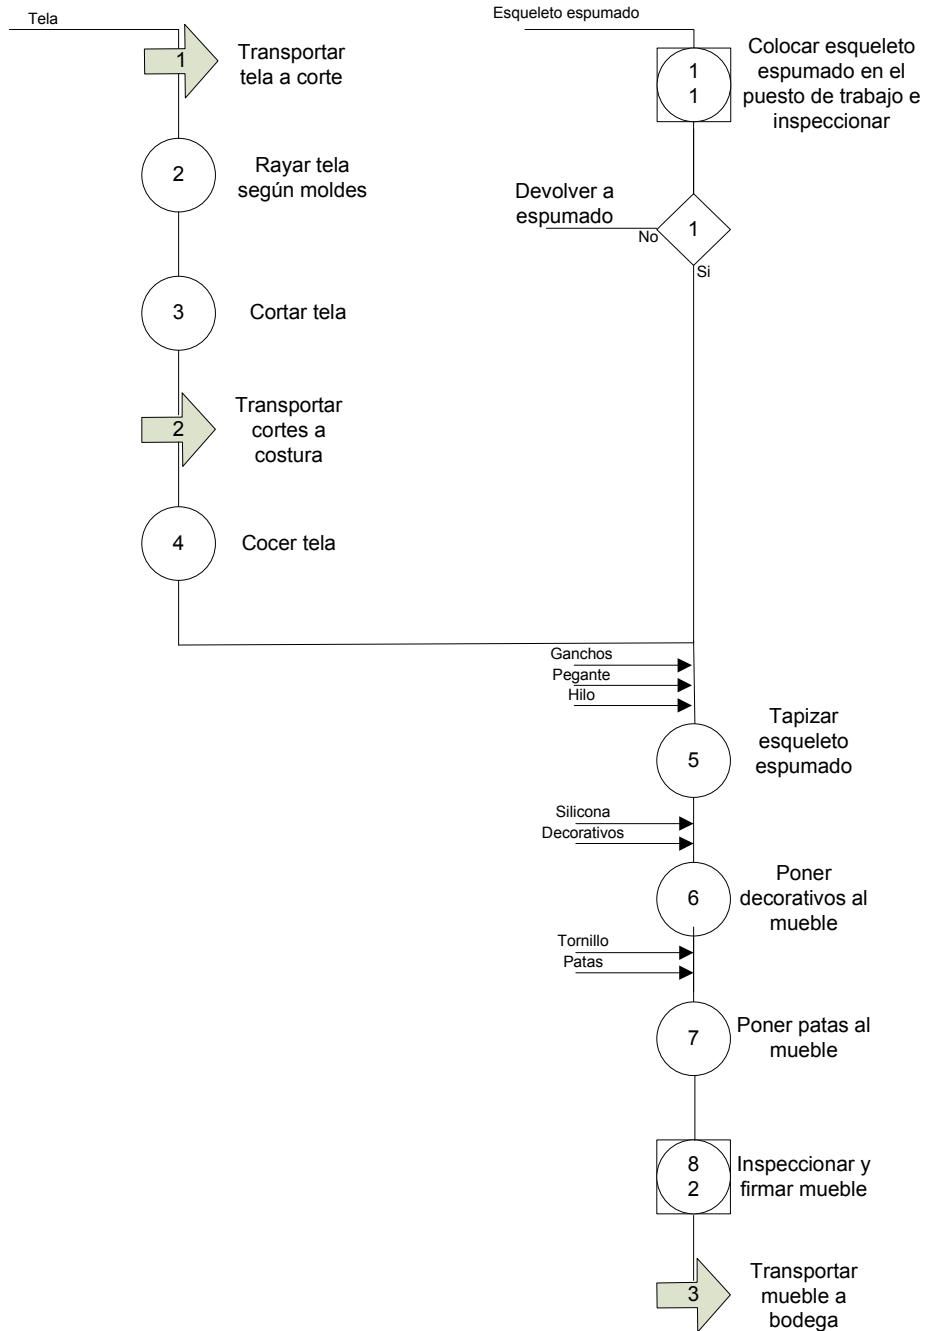 Tela
1
Transportar
tela a corte
2
Rayar tela
según moldes
3
Cortar tela
2
Transportar
cortes a
costura
4
Cocer tela
Esqueleto espumado
1
1
Colocar esqueleto
espumado en el
puesto de trabajo e
inspeccionar
Devolver a
espumado
No
1
Si
Ganchos
Pegante
Hilo
5
Tapizar
esqueleto
espumado
Silicona
Decorativos
6
Poner
decorativos al
mueble
Tornillo
Patas
7
Poner patas al
mueble
8
2
Inspeccionar y
firmar mueble
3
Transportar
mueble a
bodega